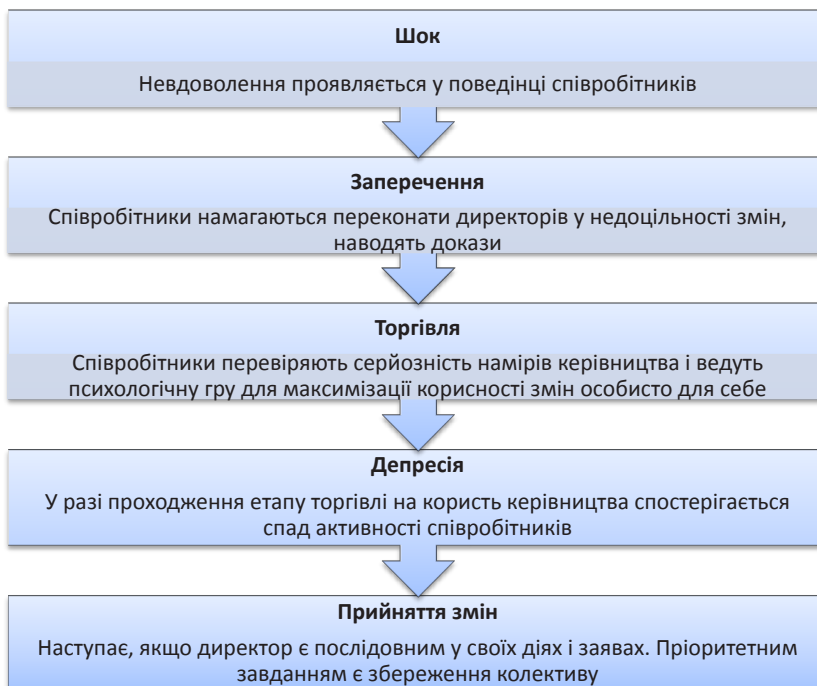 Шок
Невдоволення проявляється у поведінці співробітників
Заперечення
Співробітники намагаються переконати директорів у недоцільності змін,
наводять докази
Торгівля
Співробітники перевіряють серйозність намірів керівництва і ведуть
психологічну гру для максимізації корисності змін особисто для себе
Депресія
У разі проходження етапу торгівлі на користь керівництва спостерігається
спад активності співробітників
Прийняття змін
Наступає, якщо директор є послідовним у своїх діях і заявах. Пріоритетним
завданням є збереження колективу